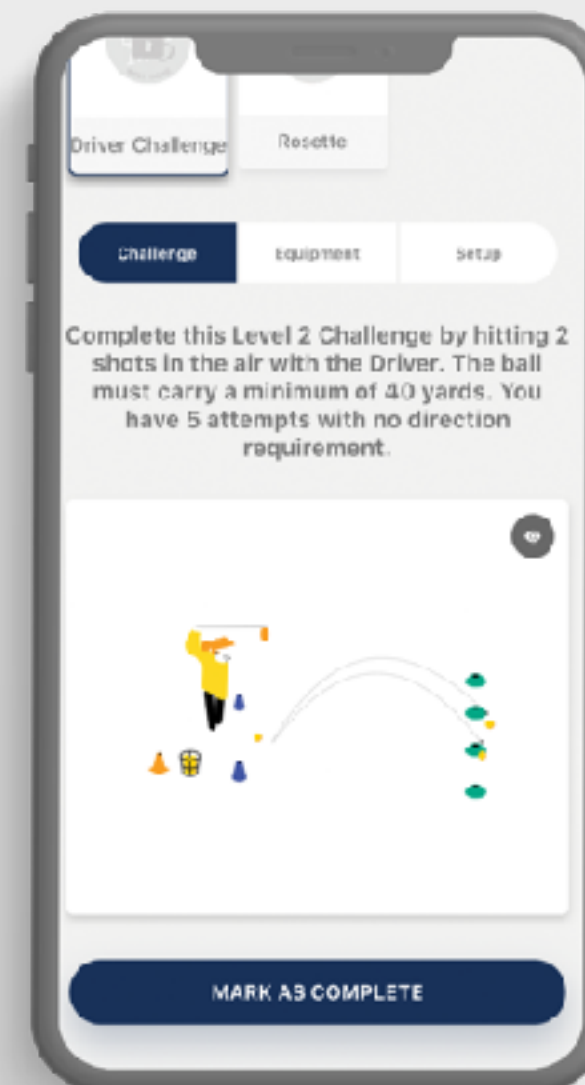 Driver Challenge
Rosette
Challenge
Equipment
Setup
Complete this Level 2 Challenge by hitting 2
shots in the air with the Driver. The ball
must carry a minimum of 40 yards. You
have 5 attempts with no direction
requirement.
MARK AS COMPLETE